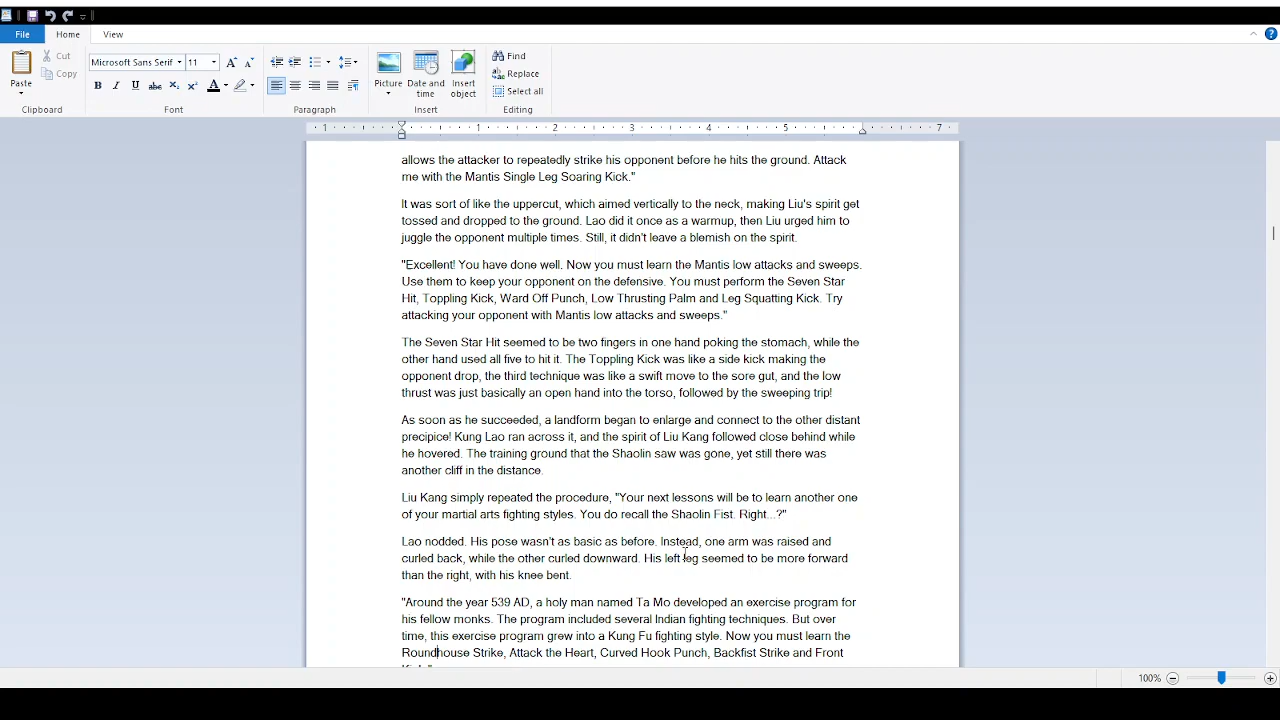 File Home View
Paste Cut Copy
Clipboard
Microsoft Sans Serif 11
B I U abc X₂ X² A
Font
Paragraph
Picture Date and time Insert object
Insert
Find
Replace
Select all
Editing
1 1 2 3 4 5 7
allows the attacker to repeatedly strike his opponent before he hits the ground. Attack
me with the Mantis Single Leg Soaring Kick."
It was sort of like the uppercut, which aimed vertically to the neck, making Liu's spirit get
tossed and dropped to the ground. Lao did it once as a warmup, then Liu urged him to
juggle the opponent multiple times. Still, it didn't leave a blemish on the spirit.
"Excellent! You have done well. Now you must learn the Mantis low attacks and sweeps.
Use them to keep your opponent on the defensive. You must perform the Seven Star
Hit, Toppling Kick, Ward Off Punch, Low Thrusting Palm and Leg Squatting Kick. Try
attacking your opponent with Mantis low attacks and sweeps."
The Seven Star Hit seemed to be two fingers in one hand poking the stomach, while the
other hand used all five to hit it. The Toppling Kick was like a side kick making the
opponent drop, the third technique was like a swift move to the sore gut, and the low
thrust was just basically an open hand into the torso, followed by the sweeping trip!
As soon as he succeeded, a landform began to enlarge and connect to the other distant
precipice! Kung Lao ran across it, and the spirit of Liu Kang followed close behind while
he hovered. The training ground that the Shaolin saw was gone, yet still there was
another cliff in the distance.
Liu Kang simply repeated the procedure, "Your next lessons will be to learn another one
of your martial arts fighting styles. You do recall the Shaolin Fist. Right...?"
Lao nodded. His pose wasn't as basic as before. Instead, one arm was raised and
curled back, while the other curled downward. His left leg seemed to be more forward
than the right, with his knee bent.
"Around the year 539 AD, a holy man named Ta Mo developed an exercise program for
his fellow monks. The program included several Indian fighting techniques. But over
time, this exercise program grew into a Kung Fu fighting style. Now you must learn the
Roundhouse Strike, Attack the Heart, Curved Hook Punch, Backfist Strike and Front
100%